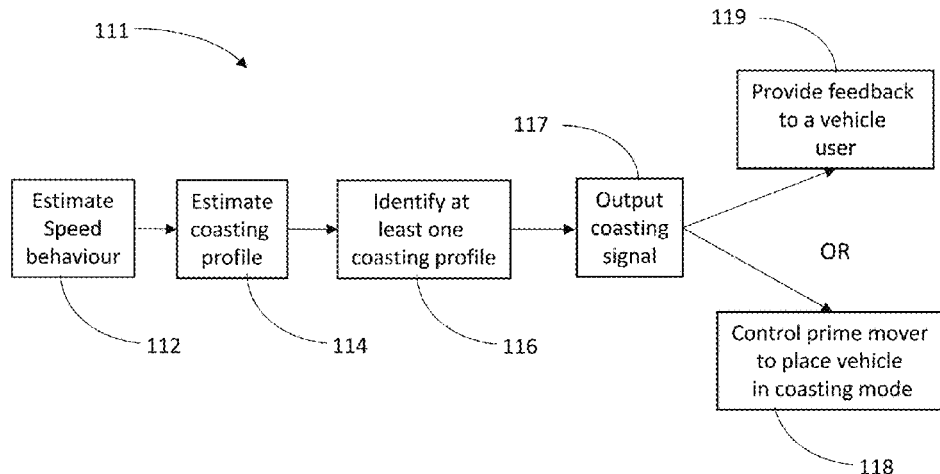 111
119
Provide feedback
to a vehicle
user
117
Estimate
Speed
behaviour
Estimate
coasting
profile
Identify at
least one
coasting profile
Output
coasting
signal
OR
112
114
116
Control prime mover
to place vehicle
in coasting mode
118